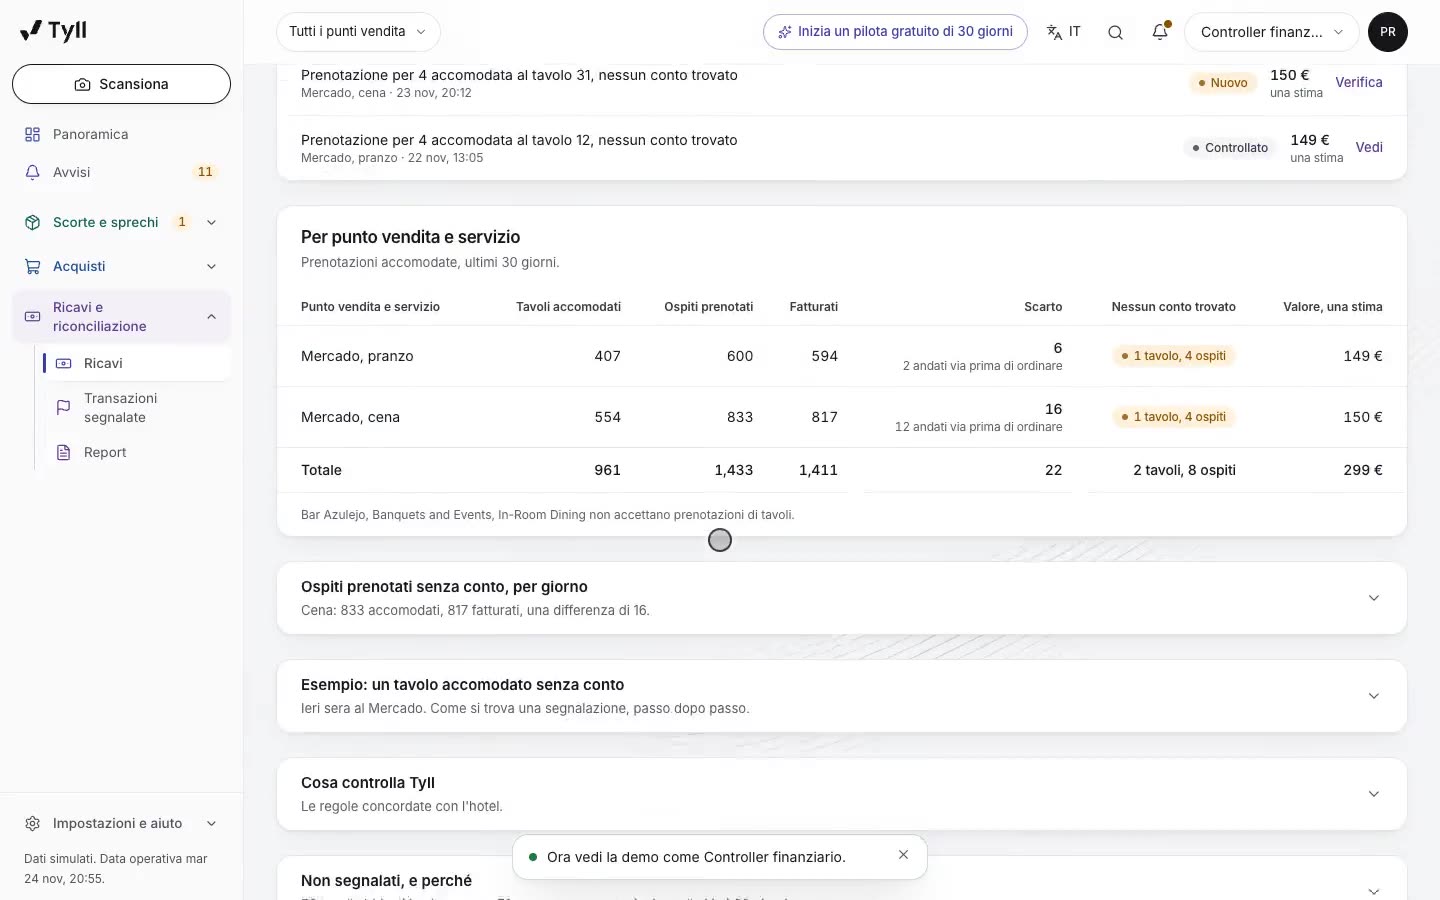 Tyll
Tutti i punti vendita
Inizia un pilota gratuito di 30 giorni
IT
Controller finanz...
PR
Scansiona
Panoramica
Avvisi 11
Scorte e sprechi 1
Acquisti
Ricavi e
riconciliazione
Ricavi
Transazioni
segnalate
Report
Impostazioni e aiuto
Dati simulati. Data operativa mar
24 nov, 20:55.
Prenotazione per 4 accomodata al tavolo 31, nessun conto trovato
Mercado, cena · 23 nov, 20:12
Nuovo
150 €
una stima
Verifica
Prenotazione per 4 accomodata al tavolo 12, nessun conto trovato
Mercado, pranzo · 22 nov, 13:05
Controllato
149 €
una stima
Vedi
Per punto vendita e servizio
Prenotazioni accomodate, ultimi 30 giorni.
Punto vendita e servizio Tavoli accomodati Ospiti prenotati Fatturati Scarto Nessun conto trovato Valore, una stima
Mercado, pranzo 407 600 594 6 1 tavolo, 4 ospiti 149 €
2 andati via prima di ordinare
Mercado, cena 554 833 817 16 1 tavolo, 4 ospiti 150 €
12 andati via prima di ordinare
Totale 961 1,433 1,411 22 2 tavoli, 8 ospiti 299 €
Bar Azulejo, Banquets and Events, In-Room Dining non accettano prenotazioni di tavoli.
Ospiti prenotati senza conto, per giorno
Cena: 833 accomodati, 817 fatturati, una differenza di 16.
Esempio: un tavolo accomodato senza conto
Ieri sera al Mercado. Come si trova una segnalazione, passo dopo passo.
Cosa controlla Tyll
Le regole concordate con l'hotel.
Ora vedi la demo come Controller finanziario.
Non segnalati, e perché